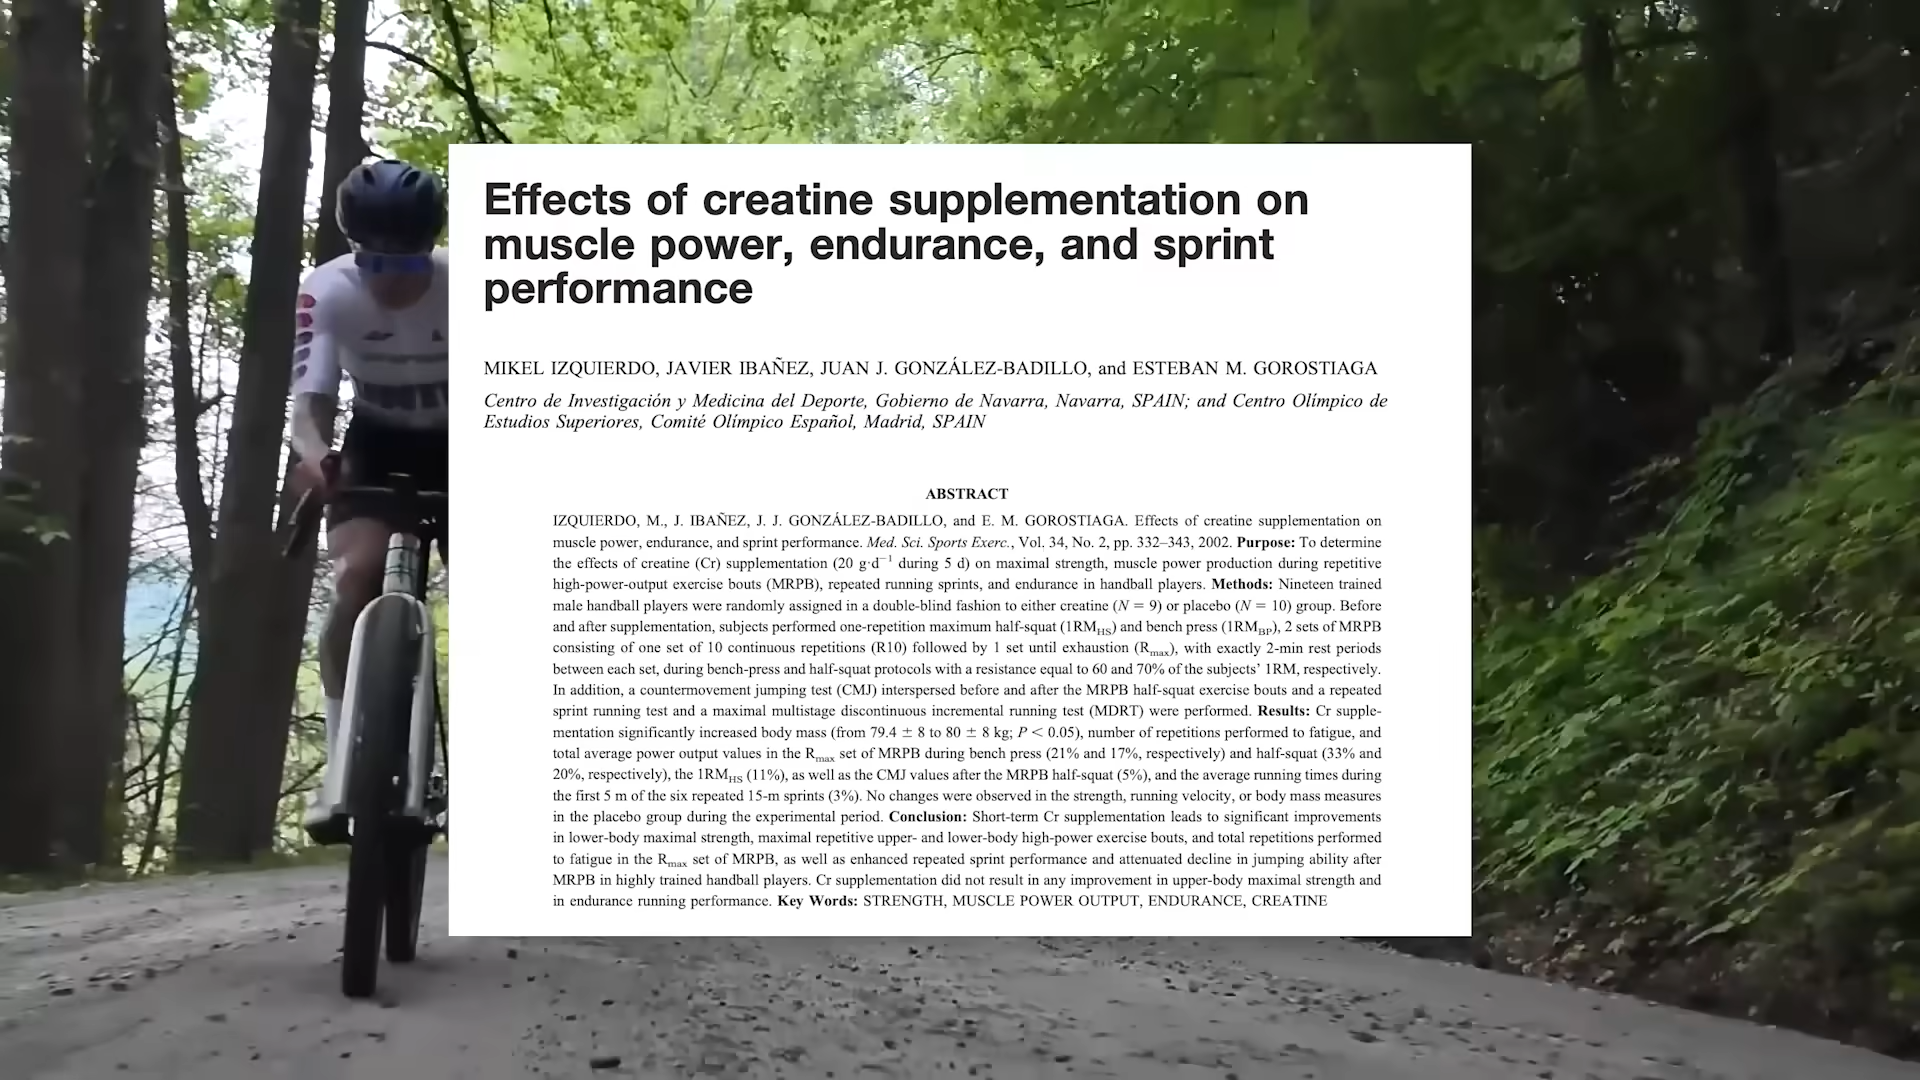 Effects of creatine supplementation on
muscle power, endurance, and sprint
performance
MIKEL IZQUIERDO, JAVIER IBAÑEZ, JUAN J. GONZÁLEZ-BADILLO, and ESTEBAN M. GOROSTIAGA
Centro de Investigación y Medicina del Deporte, Gobierno de Navarra, Navarra, SPAIN; and Centro Olímpico de
Estudios Superiores, Comité Olímpico Español, Madrid, SPAIN
ABSTRACT
IZQUIERDO, M., J. IBAÑEZ, J. J. GONZÁLEZ-BADILLO, and E. M. GOROSTIAGA. Effects of creatine supplementation on
muscle power, endurance, and sprint performance. Med. Sci. Sports Exerc., Vol. 34, No. 2, pp. 332–343, 2002. Purpose: To determine
the effects of creatine (Cr) supplementation (20 g·d⁻¹ during 5 d) on maximal strength, muscle power production during repetitive
high-power-output exercise bouts (MRPB), repeated running sprints, and endurance in handball players. Methods: Nineteen trained
male handball players were randomly assigned in a double-blind fashion to either creatine (N = 9) or placebo (N = 10) group. Before
and after supplementation, subjects performed one-repetition maximum half-squat (1RMHS) and bench press (1RMBP), 2 sets of MRPB
consisting of one set of 10 continuous repetitions (R10) followed by 1 set until exhaustion (Rmax), with exactly 2-min rest periods
between each set, during bench-press and half-squat protocols with a resistance equal to 60 and 70% of the subjects' 1RM, respectively.
In addition, a countermovement jumping test (CMJ) interspersed before and after the MRPB half-squat exercise bouts and a repeated
sprint running test and a maximal multistage discontinuous incremental running test (MDRT) were performed. Results: Cr supple-
mentation significantly increased body mass (from 79.4 ± 8 to 80 ± 8 kg; P < 0.05), number of repetitions performed to fatigue, and
total average power output values in the Rmax set of MRPB during bench press (21% and 17%, respectively) and half-squat (33% and
20%, respectively), the 1RMHS (11%), as well as the CMJ values after the MRPB half-squat (5%), and the average running times during
the first 5 m of the six repeated 15-m sprints (3%). No changes were observed in the strength, running velocity, or body mass measures
in the placebo group during the experimental period. Conclusion: Short-term Cr supplementation leads to significant improvements
in lower-body maximal strength, maximal repetitive upper- and lower-body high-power exercise bouts, and total repetitions performed
to fatigue in the Rmax set of MRPB, as well as enhanced repeated sprint performance and attenuated decline in jumping ability after
MRPB in highly trained handball players. Cr supplementation did not result in any improvement in upper-body maximal strength and
in endurance running performance. Key Words: STRENGTH, MUSCLE POWER OUTPUT, ENDURANCE, CREATINE